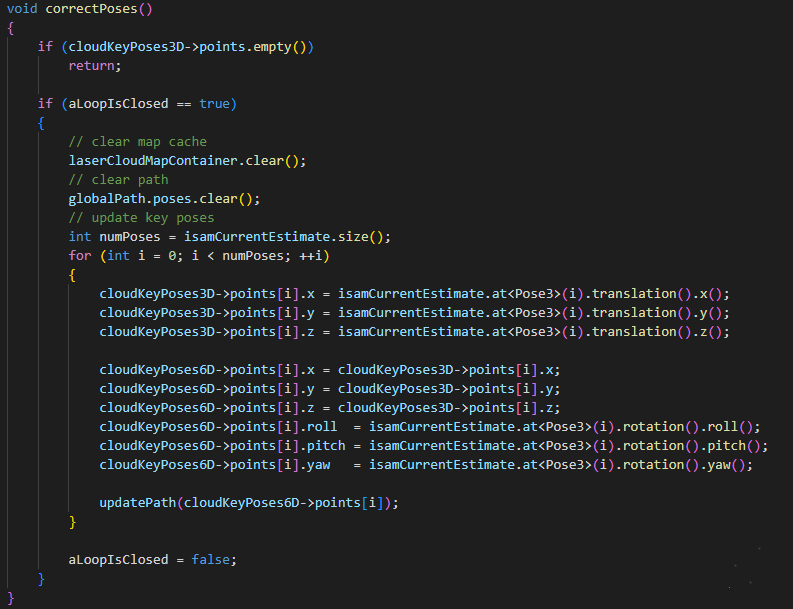 void correctPoses()
{
    if (cloudKeyPoses3D->points.empty())
        return;

    if (aLoopIsClosed == true)
    {
        // clear map cache
        laserCloudMapContainer.clear();
        // clear path
        globalPath.poses.clear();
        // update key poses
        int numPoses = isamCurrentEstimate.size();
        for (int i = 0; i < numPoses; ++i)
        {
            cloudKeyPoses3D->points[i].x = isamCurrentEstimate.at<Pose3>(i).translation().x();
            cloudKeyPoses3D->points[i].y = isamCurrentEstimate.at<Pose3>(i).translation().y();
            cloudKeyPoses3D->points[i].z = isamCurrentEstimate.at<Pose3>(i).translation().z();

            cloudKeyPoses6D->points[i].x = cloudKeyPoses3D->points[i].x;
            cloudKeyPoses6D->points[i].y = cloudKeyPoses3D->points[i].y;
            cloudKeyPoses6D->points[i].z = cloudKeyPoses3D->points[i].z;
            cloudKeyPoses6D->points[i].roll  = isamCurrentEstimate.at<Pose3>(i).rotation().roll();
            cloudKeyPoses6D->points[i].pitch = isamCurrentEstimate.at<Pose3>(i).rotation().pitch();
            cloudKeyPoses6D->points[i].yaw   = isamCurrentEstimate.at<Pose3>(i).rotation().yaw();

            updatePath(cloudKeyPoses6D->points[i]);
        }

        aLoopIsClosed = false;
    }
}